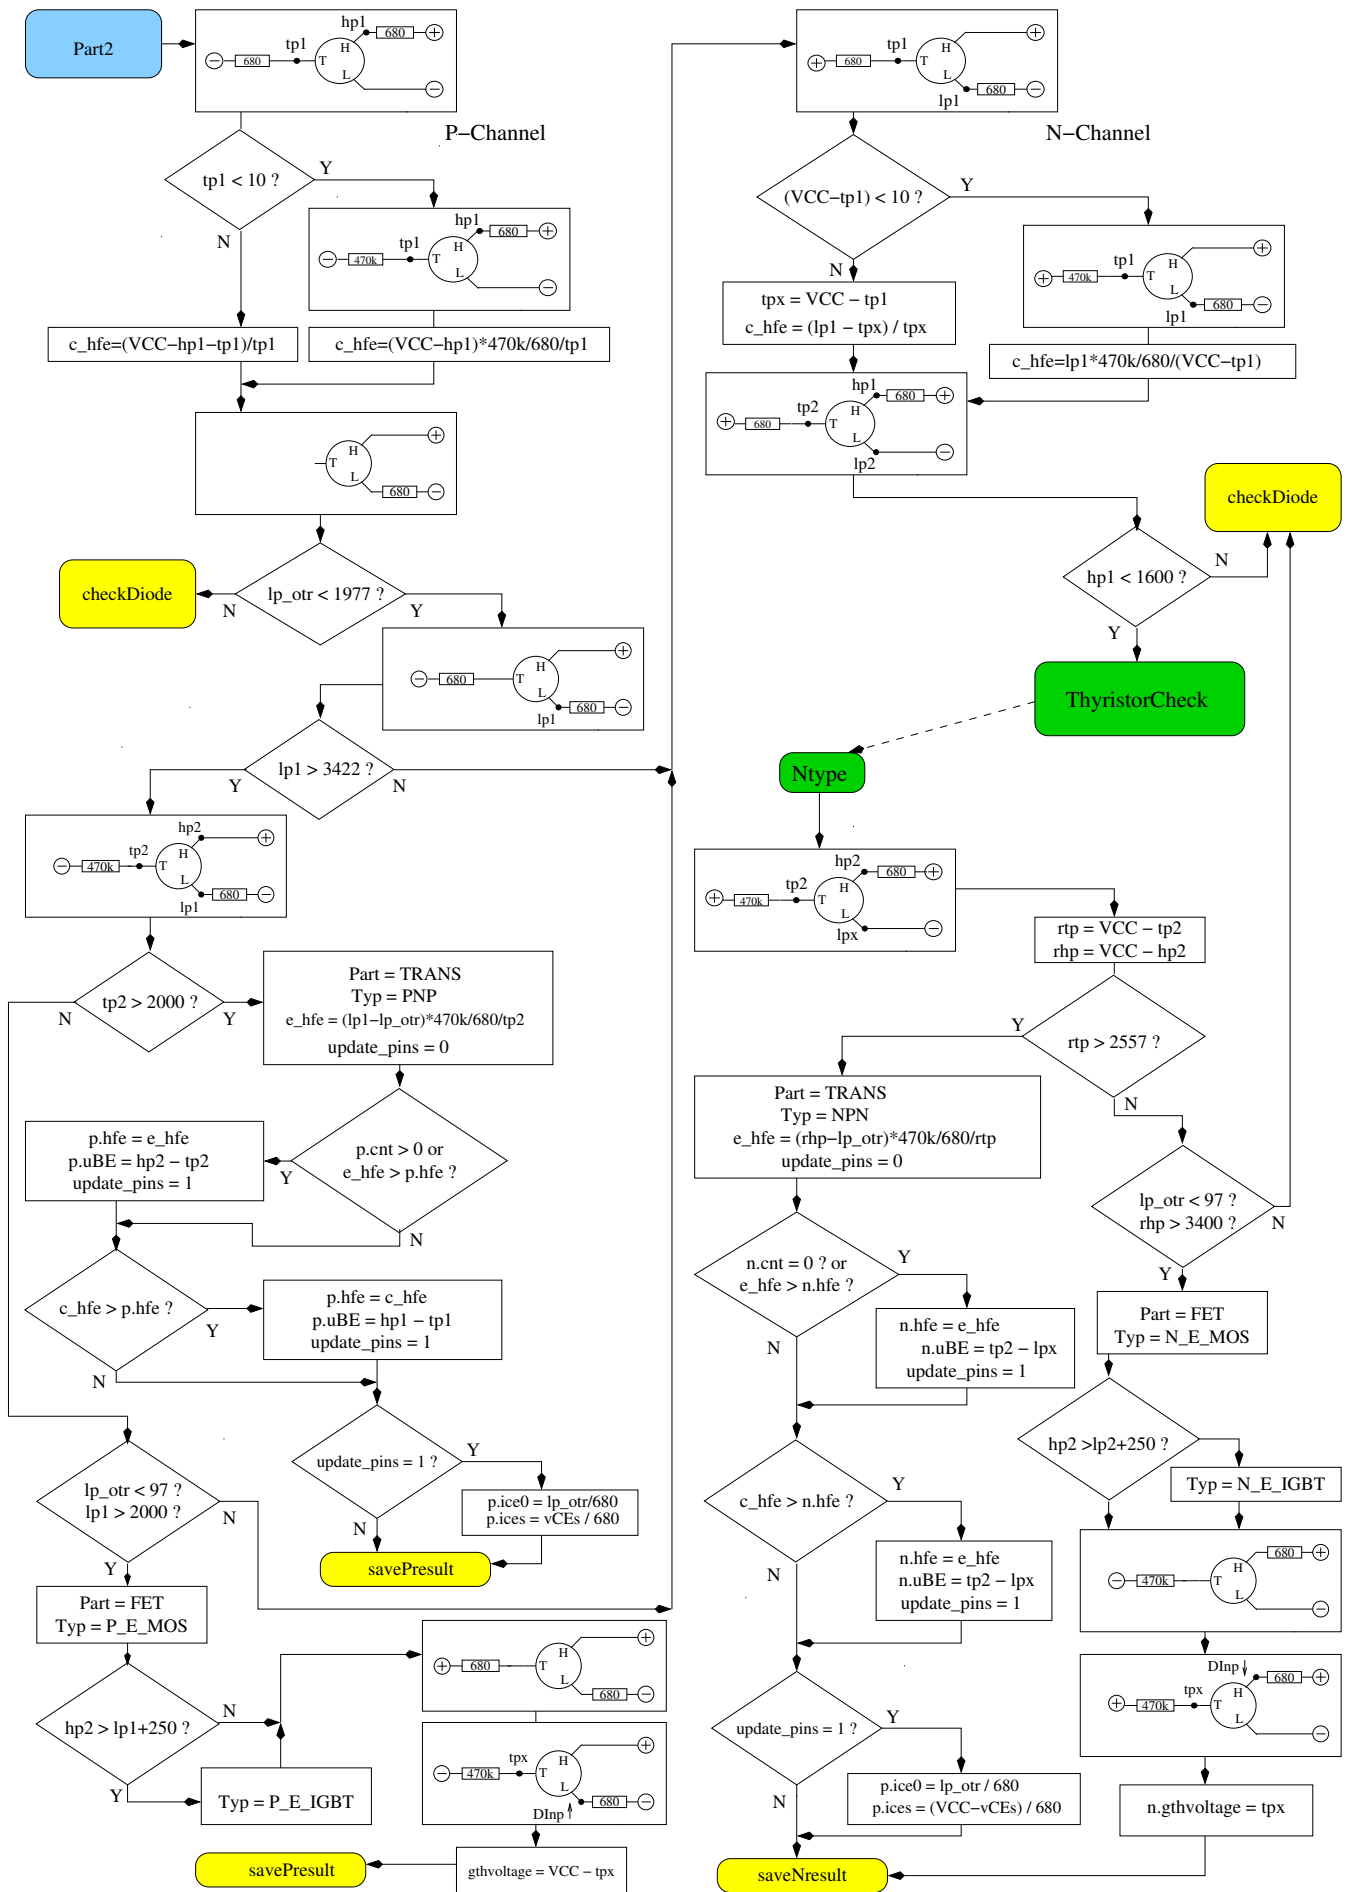 Part2
hp1
680
+
tp1
−
680
T
H
L
−
P−Channel
tp1 < 10 ?
Y
N
hp1
680
+
tp1
−
470k
T
H
L
−
c_hfe=(VCC−hp1−tp1)/tp1
c_hfe=(VCC−hp1)*470k/680/tp1
+
T
H
L
680
−
checkDiode
N
lp_otr < 1977 ?
Y
+
−
680
T
H
L
lp1
680
−
lp1 > 3422 ?
Y
N
hp2
+
tp2
−
470k
T
H
L
lp1
680
−
tp2 > 2000 ?
N
Y
Part = TRANS
Typ = PNP
e_hfe = (lp1−lp_otr)*470k/680/tp2
update_pins = 0
p.cnt > 0 or
e_hfe > p.hfe ?
Y
N
p.hfe = e_hfe
p.uBE = hp2 − tp2
update_pins = 1
c_hfe > p.hfe ?
Y
N
p.hfe = c_hfe
p.uBE = hp1 − tp1
update_pins = 1
update_pins = 1 ?
Y
N
p.ice0 = lp_otr/680
p.ices = vCEs / 680
savePresult
lp_otr < 97 ?
lp1 > 2000 ?
N
Y
Part = FET
Typ = P_E_MOS
hp2 > lp1+250 ?
N
Y
Typ = P_E_IGBT
+
+
680
T
H
L
680
−
+
tpx
−
470k
T
H
L
DInp
680
−
gthvoltage = VCC − tpx
savePresult
+
tp1
+
680
T
H
L
lp1
680
−
N−Channel
(VCC−tp1) < 10 ?
Y
N
+
tp1
+
470k
T
H
L
lp1
680
−
tpx = VCC − tp1
c_hfe = (lp1 − tpx) / tpx
c_hfe=lp1*470k/680/(VCC−tp1)
hp1
680
+
tp2
+
680
T
H
L
lp2
−
checkDiode
hp1 < 1600 ?
N
Y
ThyristorCheck
Ntype
hp2
680
+
tp2
+
470k
T
H
L
lpx
−
rtp = VCC − tp2
rhp = VCC − hp2
rtp > 2557 ?
Y
N
Part = TRANS
Typ = NPN
e_hfe = (rhp−lp_otr)*470k/680/rtp
update_pins = 0
lp_otr < 97 ?
rhp > 3400 ?
N
Y
n.cnt = 0 ? or
e_hfe > n.hfe ?
Y
N
n.hfe = e_hfe
n.uBE = tp2 − lpx
update_pins = 1
Part = FET
Typ = N_E_MOS
hp2 >lp2+250 ?
Y
Typ = N_E_IGBT
c_hfe > n.hfe ?
Y
N
n.hfe = e_hfe
n.uBE = tp2 − lpx
update_pins = 1
680
+
−
470k
T
H
L
−
DInp
680
+
tpx
+
470k
T
H
L
−
update_pins = 1 ?
Y
N
p.ice0 = lp_otr / 680
p.ices = (VCC−vCEs) / 680
n.gthvoltage = tpx
saveNresult